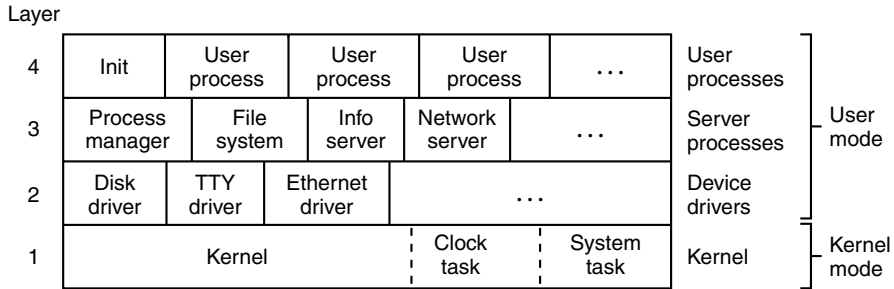 Layer
4 Init User process User process User process ... User processes
3 Process manager File system Info server Network server ... Server processes
User mode
2 Disk driver TTY driver Ethernet driver ... Device drivers
1 Kernel Clock task System task Kernel
Kernel mode